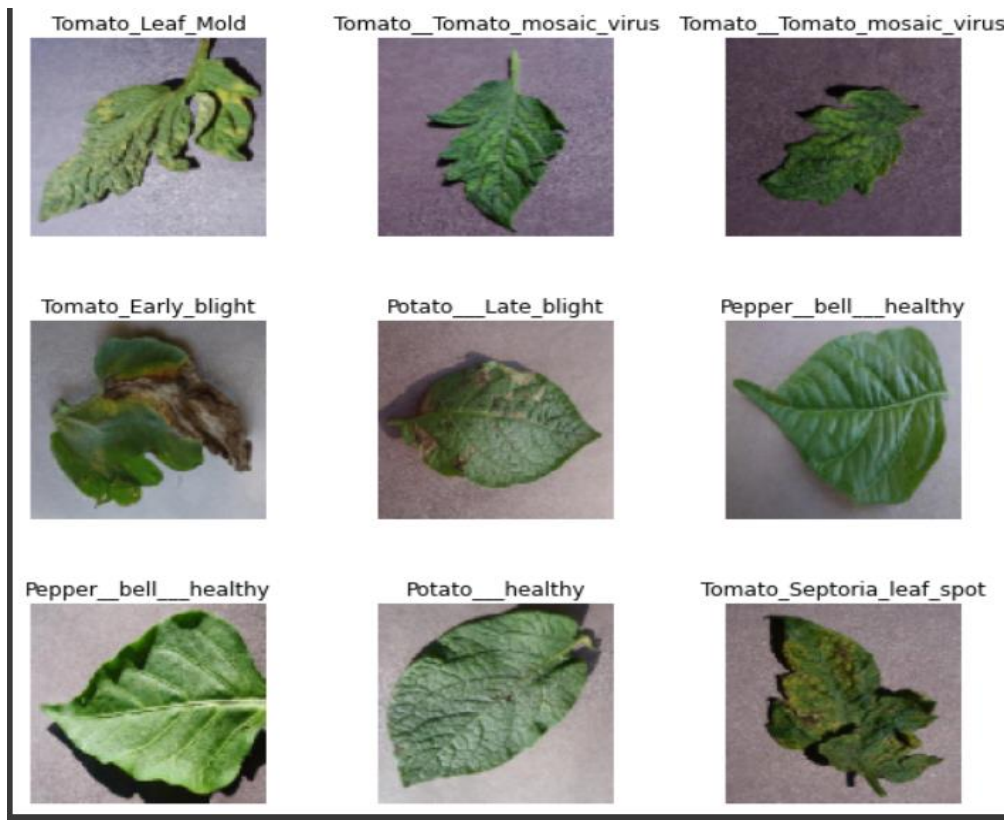 Tomato_Leaf_Mold
Tomato__Tomato_mosaic_virus
Tomato__Tomato_mosaic_virus
Tomato_Early_blight
Potato___Late_blight
Pepper__bell___healthy
Pepper__bell___healthy
Potato___healthy
Tomato_Septoria_leaf_spot